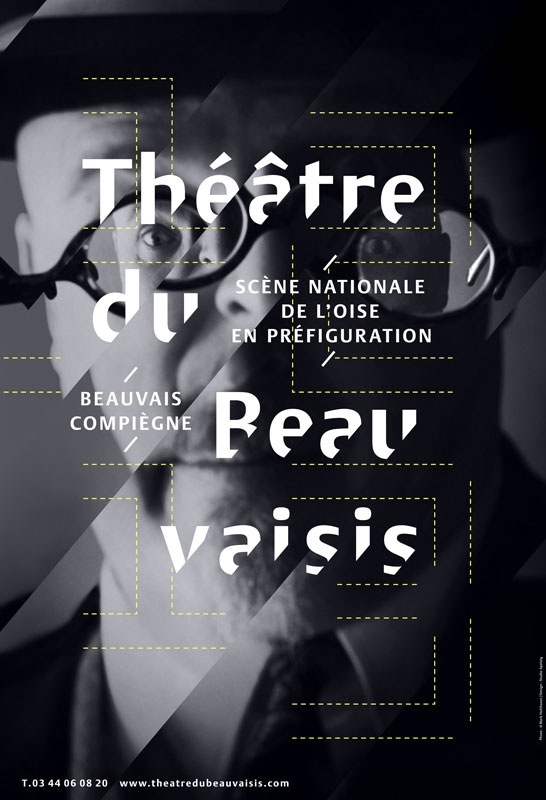 Théâtre
du
SCÈNE NATIONALE
DE L'OISE
EN PRÉFIGURATION
BEAUVAIS
COMPIÈGNE
Beau
vaisis
T.03 44 06 08 20 www.theatredubeauvaisis.com